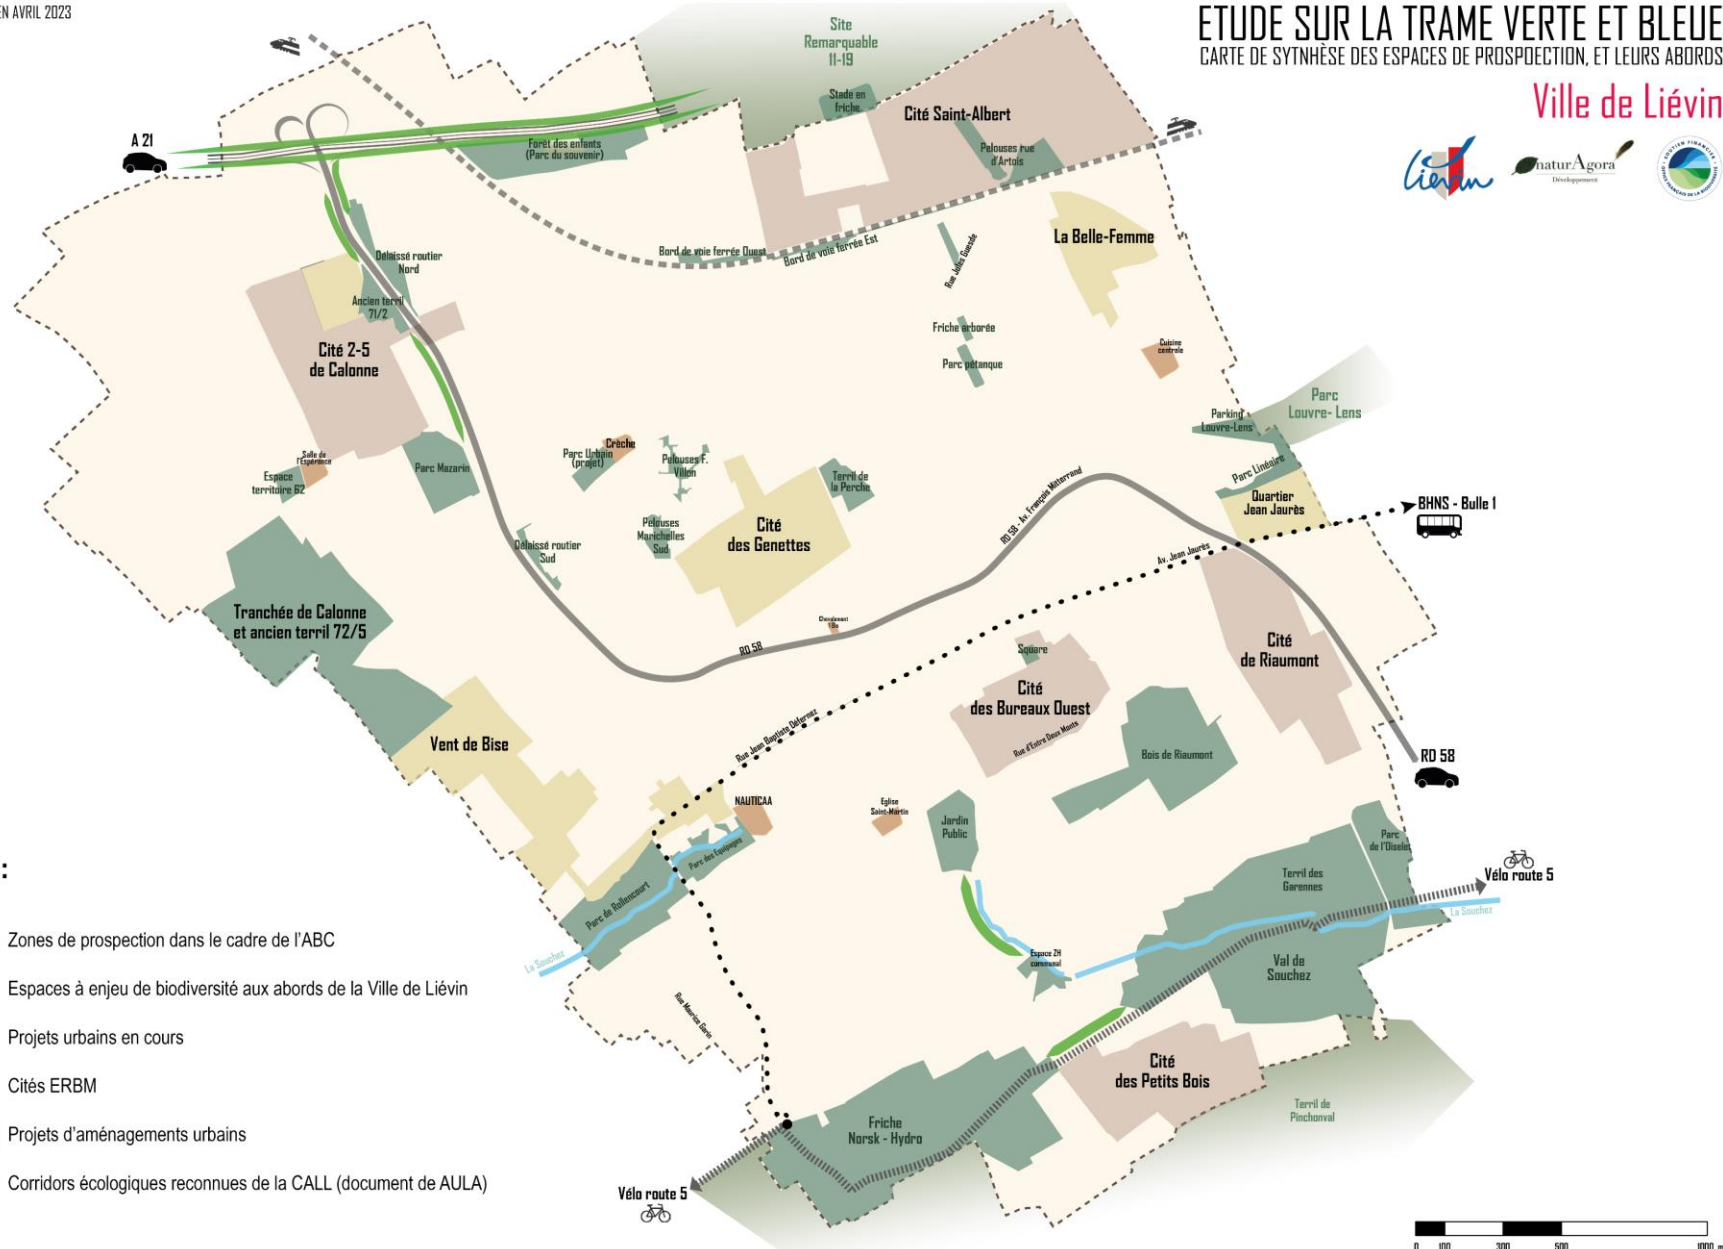 EN AVRIL 2023
ETUDE SUR LA TRAME VERTE ET BLEUE
CARTE DE SYTNHÈSE DES ESPACES DE PROSPOECTION, ET LEURS ABORDS
Ville de Liévin
Liévin
naturAgora
Développement
Site
Remarquable
11-19
Stade en
friche
Cité Saint-Albert
Pelouses rue
d'Artois
A 21
Forêt des enfants
(Parc du souvenir)
Délaissé routier
Nord
Bord de voie ferrée Ouest
Bord de voie ferrée Est
Rue Jules Guesde
La Belle-Femme
Ancien terril
71/2
Cité 2-5
de Calonne
Friche arborée
Parc pétanque
Cuisine
centrale
Parc
Louvre- Lens
Parking
Louvre-Lens
Parc Linéaire
Quartier
Jean Jaurès
BHNS - Bulle 1
Salle de
l'Espérance
Espace
territoire 62
Parc Mazarin
Crèche
Parc Urbain
(projet)
Pelouses F.
Villon
Terril de
la Perche
Pelouses
Marichelles
Sud
Cité
des Genettes
Délaissé routier
Sud
RD 58 - Av. François Mitterrand
Av. Jean Jaurès
Tranchée de Calonne
et ancien terril 72/5
Chevalement
1 Bis
RD 58
Square
Cité
de Riaumont
Cité
des Bureaux Ouest
Rue d'Entre Deux Monts
Rue Jean Baptiste Défernez
Vent de Bise
Bois de Riaumont
RD 58
NAUTICAA
Eglise
Saint-Martin
Jardin
Public
Parc des Equipages
Parc de Rollencourt
La Souchez
Parc
de l'Oiselet
Terril des
Garennes
Vélo route 5
La Souchez
Espace ZH
communal
Val de
Souchez
Rue Maurice Garin
Cité
des Petits Bois
Terril de
Pinchonval
Friche
Norsk - Hydro
Vélo route 5
:
Zones de prospection dans le cadre de l'ABC
Espaces à enjeu de biodiversité aux abords de la Ville de Liévin
Projets urbains en cours
Cités ERBM
Projets d'aménagements urbains
Corridors écologiques reconnues de la CALL (document de AULA)
0 100 300 500 1000 m